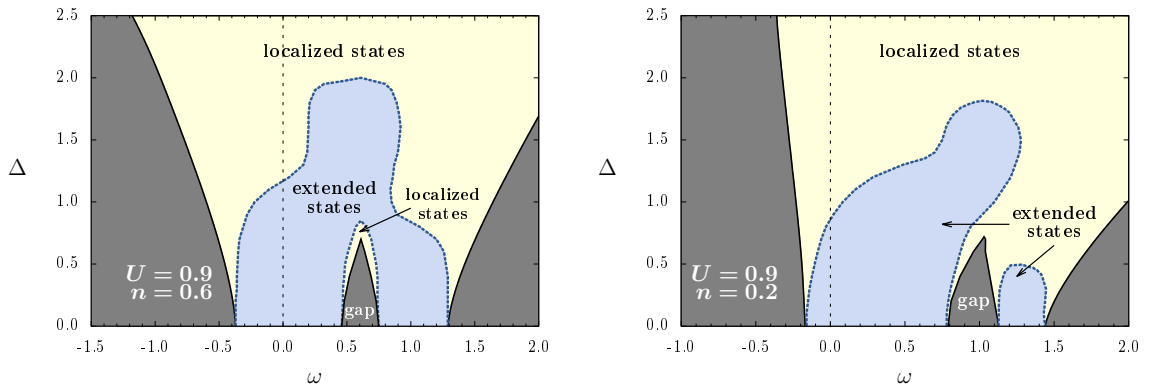 2.5
2.0
1.5
1.0
0.5
0.0
Δ
localized states
extended
states
localized
states
U = 0.9
n = 0.6
gap
-1.5
-1.0
-0.5
0.0
0.5
1.0
1.5
2.0
ω
2.5
2.0
1.5
1.0
0.5
0.0
Δ
localized states
extended
states
U = 0.9
n = 0.2
gap
-1.0
-0.5
0.0
0.5
1.0
1.5
2.0
ω